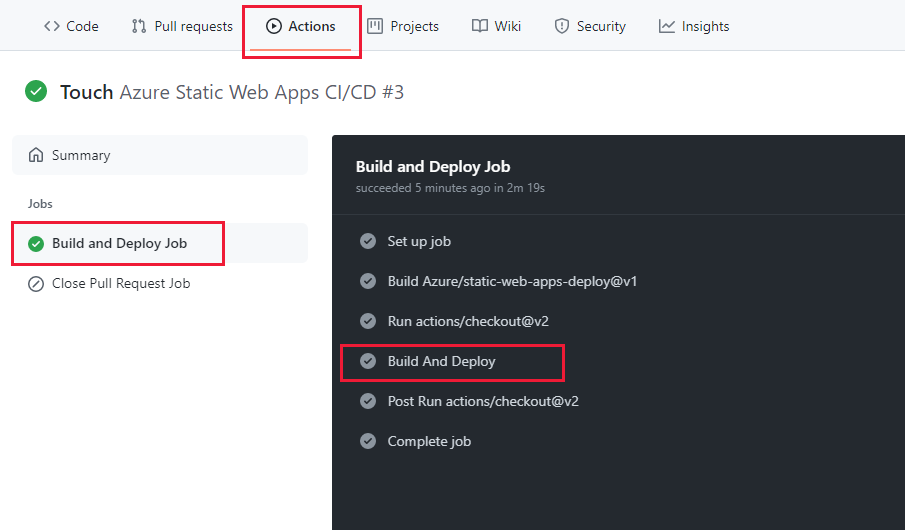 Code Pull requests Actions Projects Wiki Security Insights
Touch Azure Static Web Apps CI/CD #3
Summary
Jobs
Build and Deploy Job
Close Pull Request Job
Build and Deploy Job
succeeded 5 minutes ago in 2m 19s
Set up job
Build Azure/static-web-apps-deploy@v1
Run actions/checkout@v2
Build And Deploy
Post Run actions/checkout@v2
Complete job